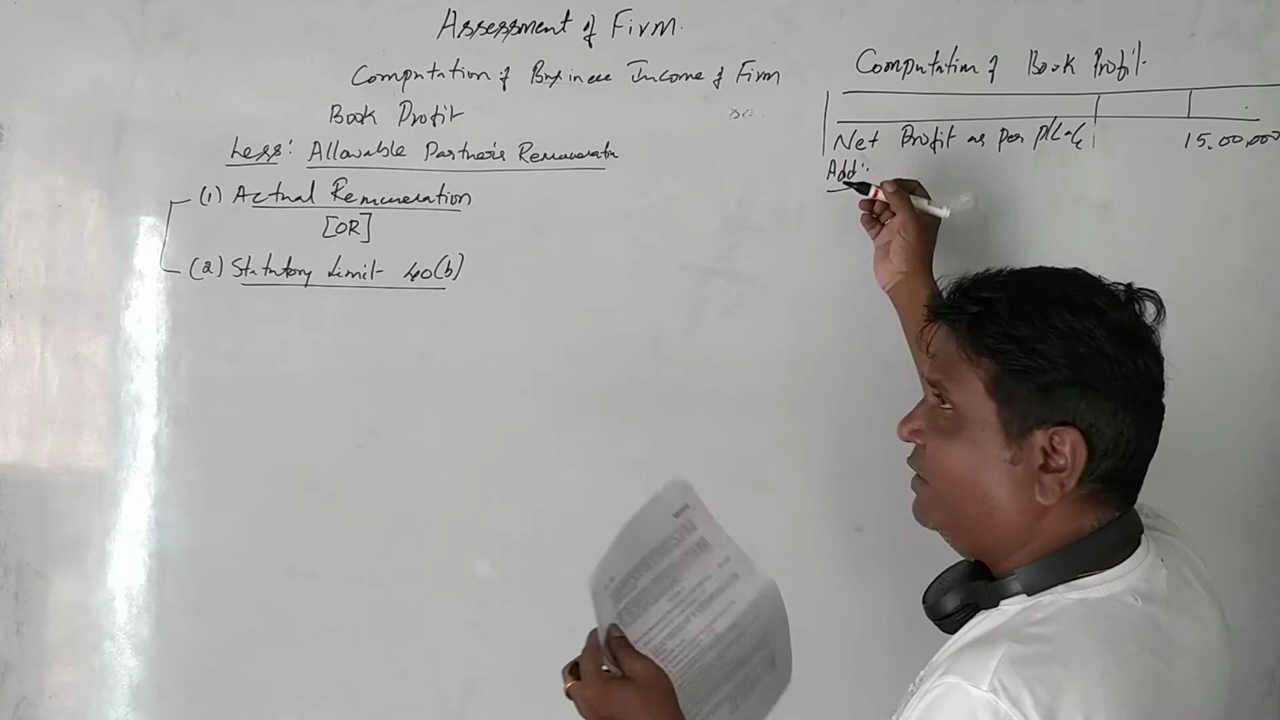 Assessment of Firm.
Computation of Business Income of Firm
Book Profit
Less: Allowable Partner's Remuneration
(1) Actual Remuneration
[OR]
(2) Statutory Limit 40(b)
Computation of Book Profit.
Net Profit as per P/L a/c 15,00,000
Add: